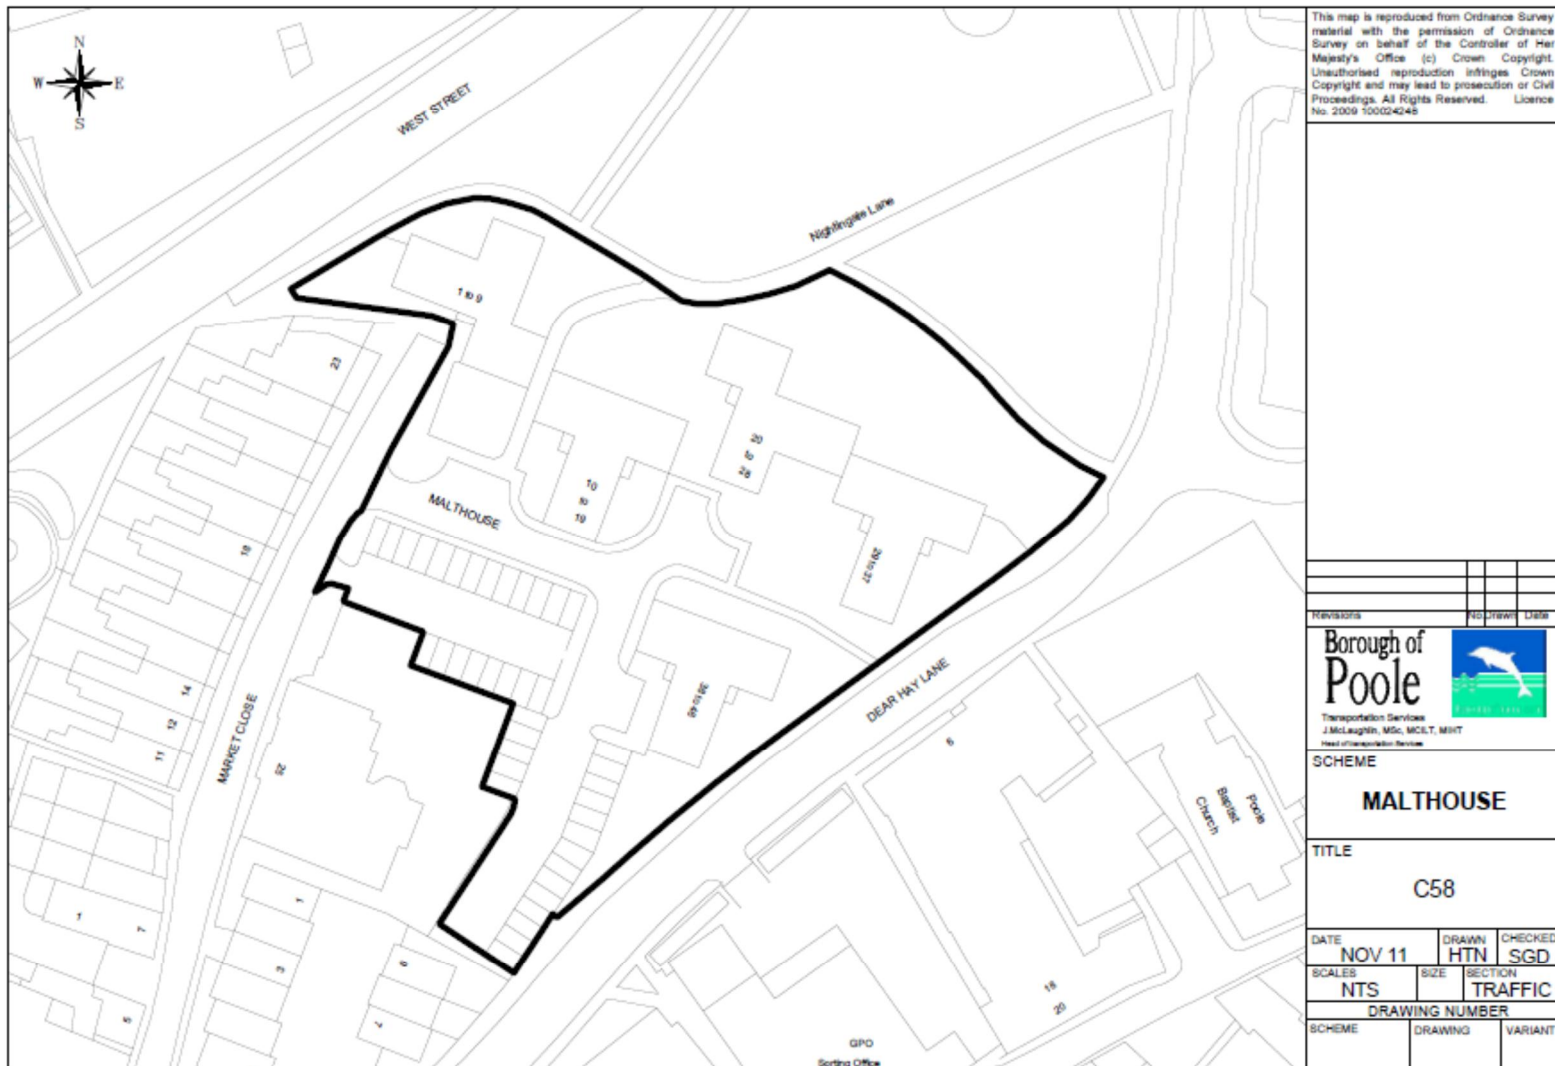 N
W E
S
WEST STREET
Nightingale Lane
1 to 9
23
20
to
28
10
to
19
MALTHOUSE
18
29 to 37
38 to 46
14
12
11
MARKET CLOSE
25
DEAR HAY LANE
6
Poole
Baptist
Church
1
7
5
1
3
6
7
18
20
GPO
Sorting Office
This map is reproduced from Ordnance Survey
material with the permission of Ordnance
Survey on behalf of the Controller of Her
Majesty's Office (c) Crown Copyright.
Unauthorised reproduction infringes Crown
Copyright and may lead to prosecution or Civil
Proceedings. All Rights Reserved. Licence
No. 2009 100024248
Revisions No. Drawn Date
Borough of
Poole
Transportation Services
J.McLaughlin, MSc, MCILT, MIHT
Head of Transportation Services
SCHEME
MALTHOUSE
TITLE
C58
DATE DRAWN CHECKED
NOV 11 HTN SGD
SCALES SIZE SECTION
NTS TRAFFIC
DRAWING NUMBER
SCHEME DRAWING VARIANT